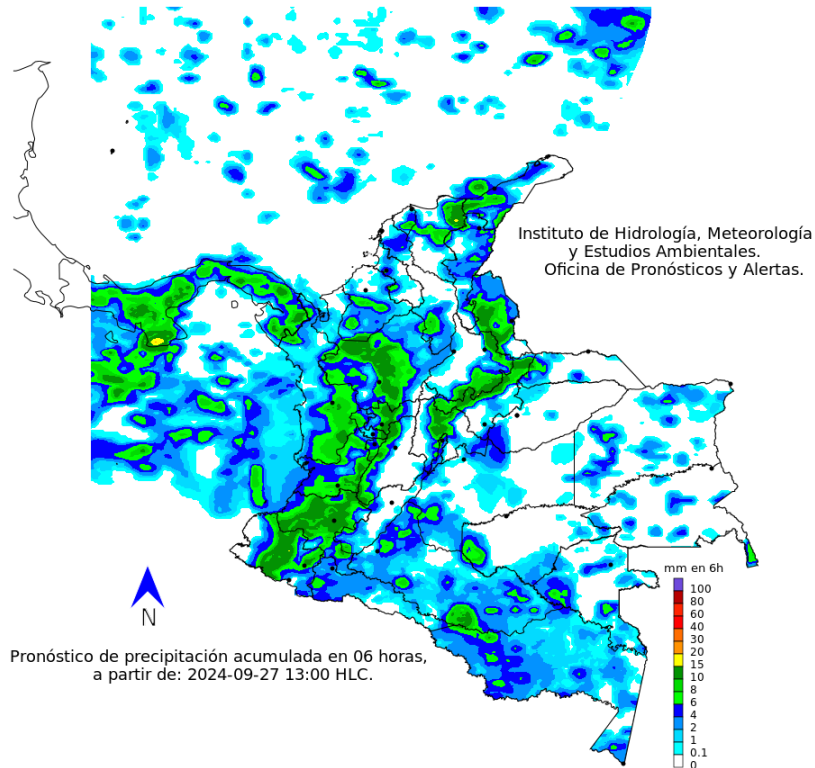 Instituto de Hidrología, Meteorología
y Estudios Ambientales.
Oficina de Pronósticos y Alertas.
mm en 6h
100
80
60
40
30
20
15
10
8
6
4
2
1
0.1
0
N
Pronóstico de precipitación acumulada en 06 horas,
a partir de: 2024-09-27 13:00 HLC.